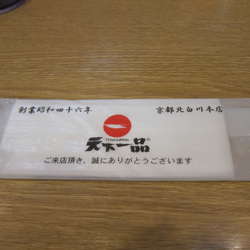 創業昭和四十六年
京都北白川本店
天下一品
ご来店頂き、誠にありがとうございます